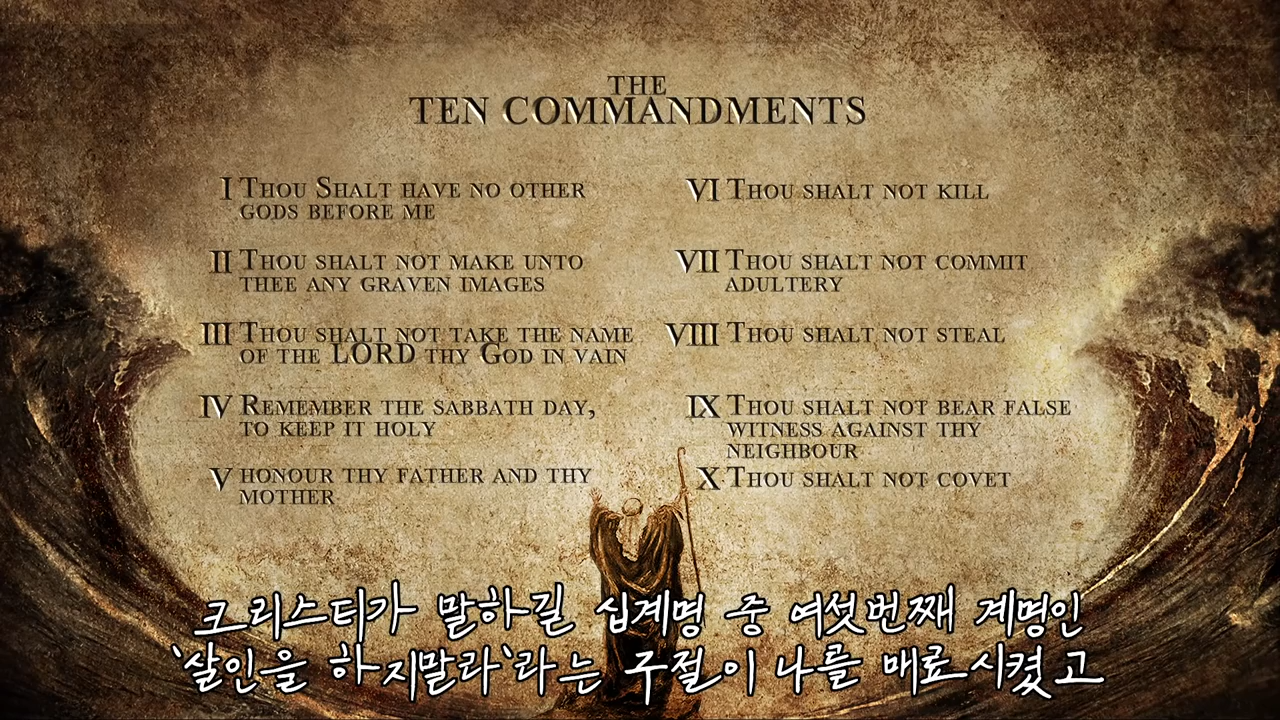 THE
TEN COMMANDMENTS
I THOU SHALT HAVE NO OTHER
GODS BEFORE ME
II THOU SHALT NOT MAKE UNTO
THEE ANY GRAVEN IMAGES
III THOU SHALT NOT TAKE THE NAME
OF THE LORD THY GOD IN VAIN
IV REMEMBER THE SABBATH DAY,
TO KEEP IT HOLY
V HONOUR THY FATHER AND THY
MOTHER
VI THOU SHALT NOT KILL
VII THOU SHALT NOT COMMIT
ADULTERY
VIII THOU SHALT NOT STEAL
IX THOU SHALT NOT BEAR FALSE
WITNESS AGAINST THY
NEIGHBOUR
X THOU SHALT NOT COVET
크리스티가 말하길 십계명 중 여섯번째 계명인
'살인을 하지말라'라는 구절이 나를 매료시켰고